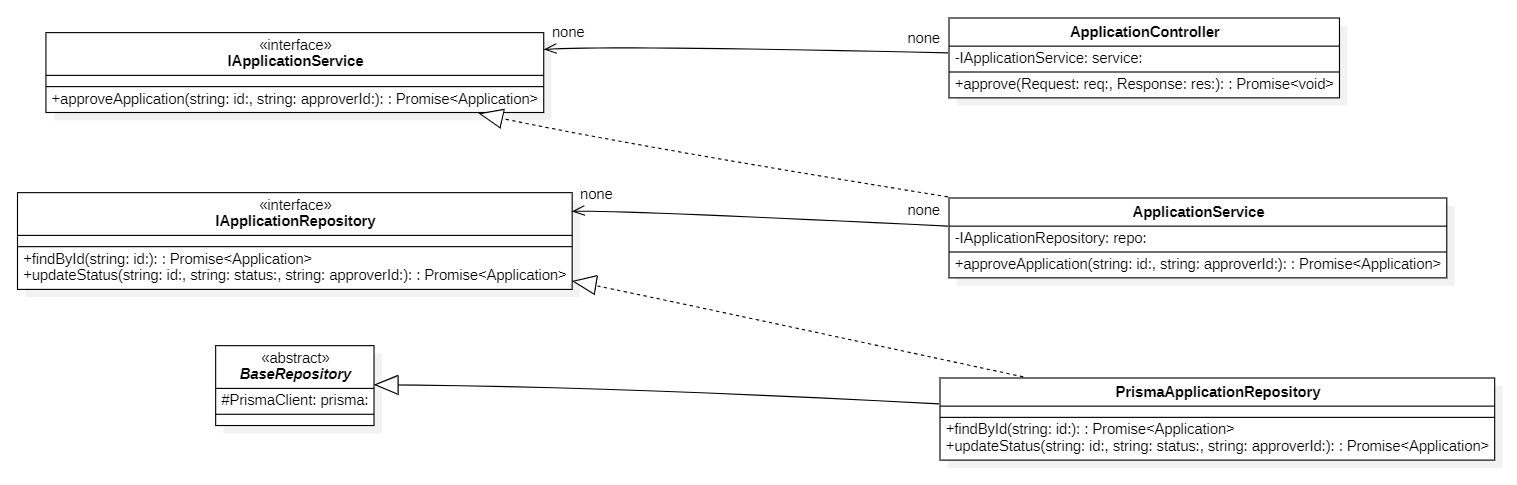 «interface»
IApplicationService
+approveApplication(string: id:, string: approverId:): : Promise<Application>
none
none
ApplicationController
-IApplicationService: service:
+approve(Request: req:, Response: res:): : Promise<void>
«interface»
IApplicationRepository
+findById(string: id:): : Promise<Application>
+updateStatus(string: id:, string: status:, string: approverId:): : Promise<Application>
none
none
ApplicationService
-IApplicationRepository: repo:
+approveApplication(string: id:, string: approverId:): : Promise<Application>
«abstract»
BaseRepository
#PrismaClient: prisma:
PrismaApplicationRepository
+findById(string: id:): : Promise<Application>
+updateStatus(string: id:, string: status:, string: approverId:): : Promise<Application>